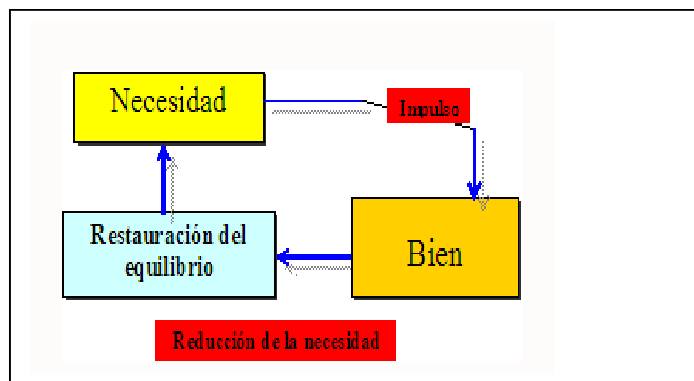 Necesidad
Impulso
Restauración del
equilibrio
Bien
Reducción de la necesidad